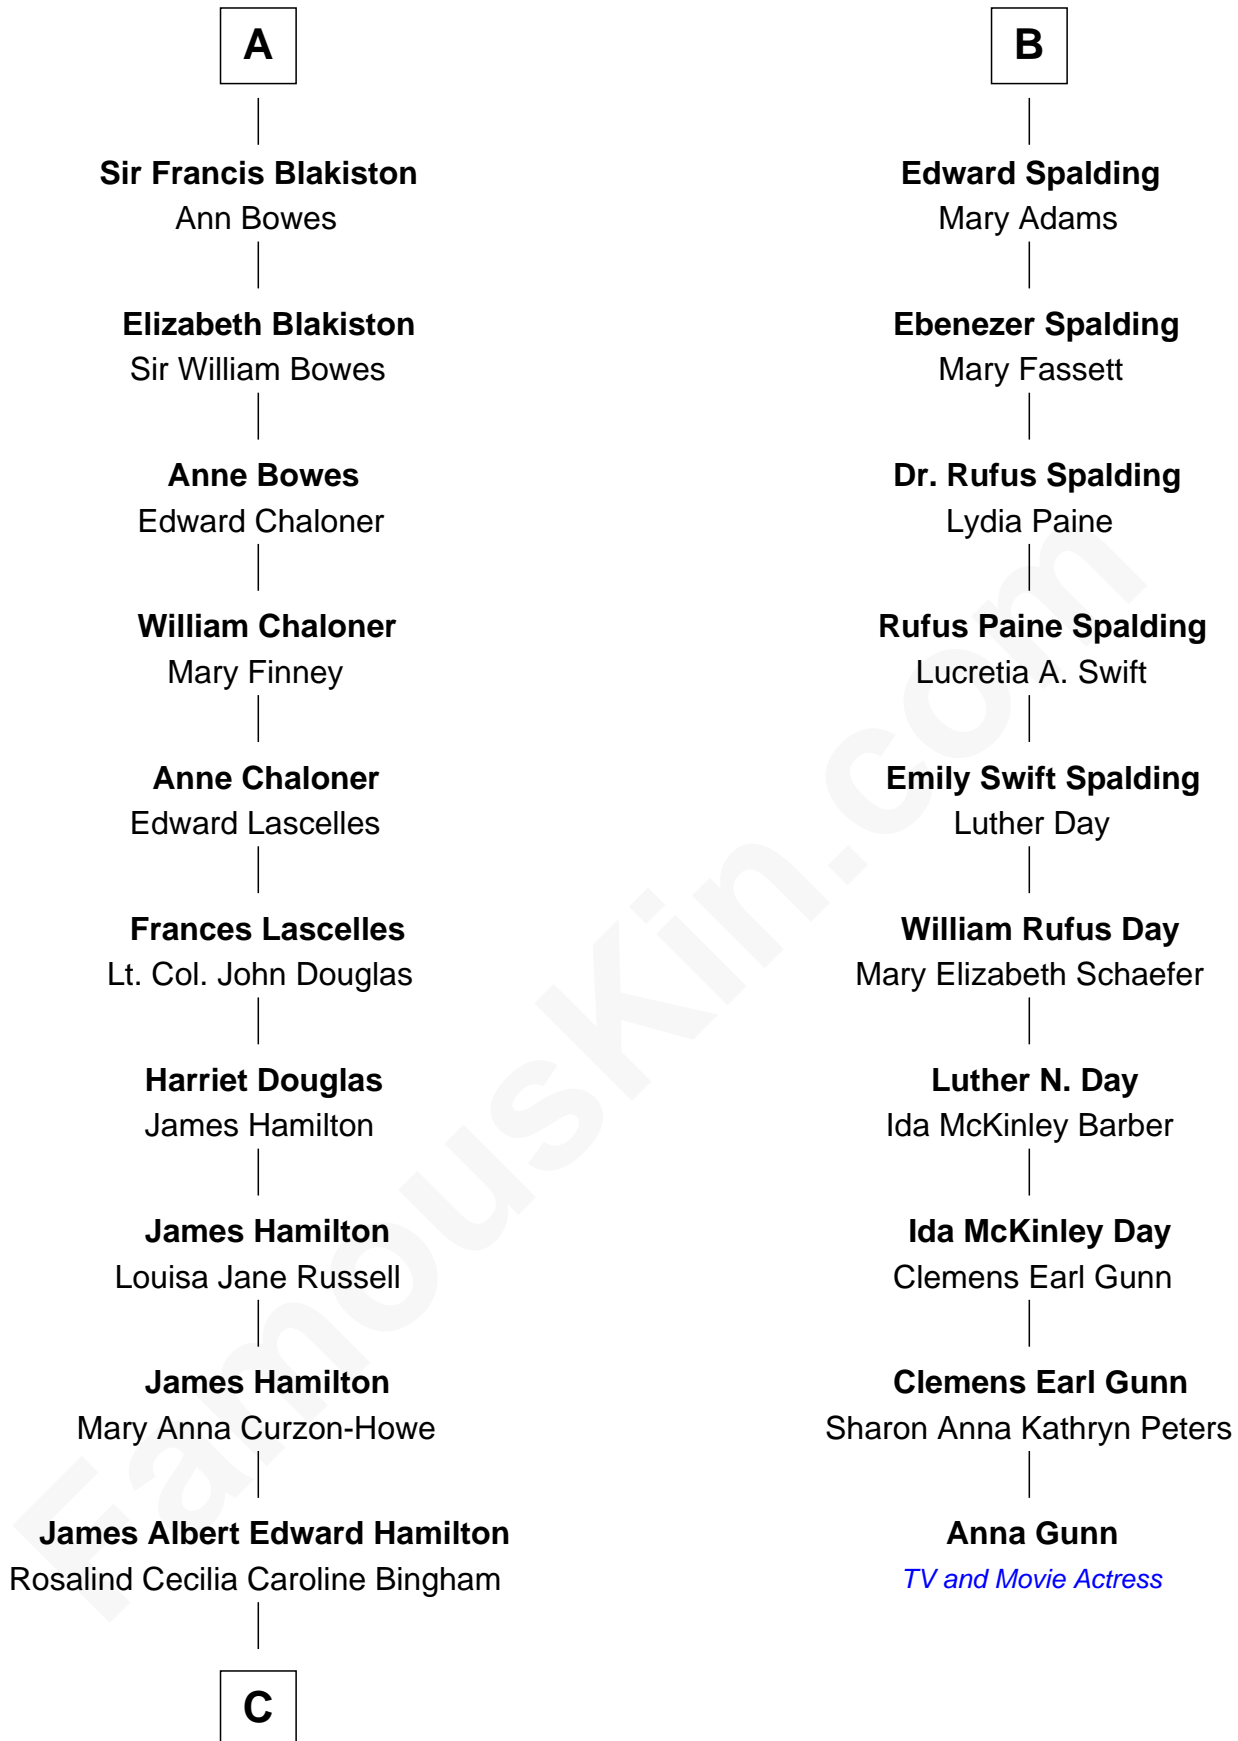 A
Sir Francis Blakiston
Ann Bowes
Elizabeth Blakiston
Sir William Bowes
Anne Bowes
Edward Chaloner
William Chaloner
Mary Finney
Anne Chaloner
Edward Lascelles
Frances Lascelles
Lt. Col. John Douglas
Harriet Douglas
James Hamilton
James Hamilton
Louisa Jane Russell
James Hamilton
Mary Anna Curzon-Howe
James Albert Edward Hamilton
Rosalind Cecilia Caroline Bingham
C
B
Edward Spalding
Mary Adams
Ebenezer Spalding
Mary Fassett
Dr. Rufus Spalding
Lydia Paine
Rufus Paine Spalding
Lucretia A. Swift
Emily Swift Spalding
Luther Day
William Rufus Day
Mary Elizabeth Schaefer
Luther N. Day
Ida McKinley Barber
Ida McKinley Day
Clemens Earl Gunn
Clemens Earl Gunn
Sharon Anna Kathryn Peters
Anna Gunn
TV and Movie Actress
FamousKin.com